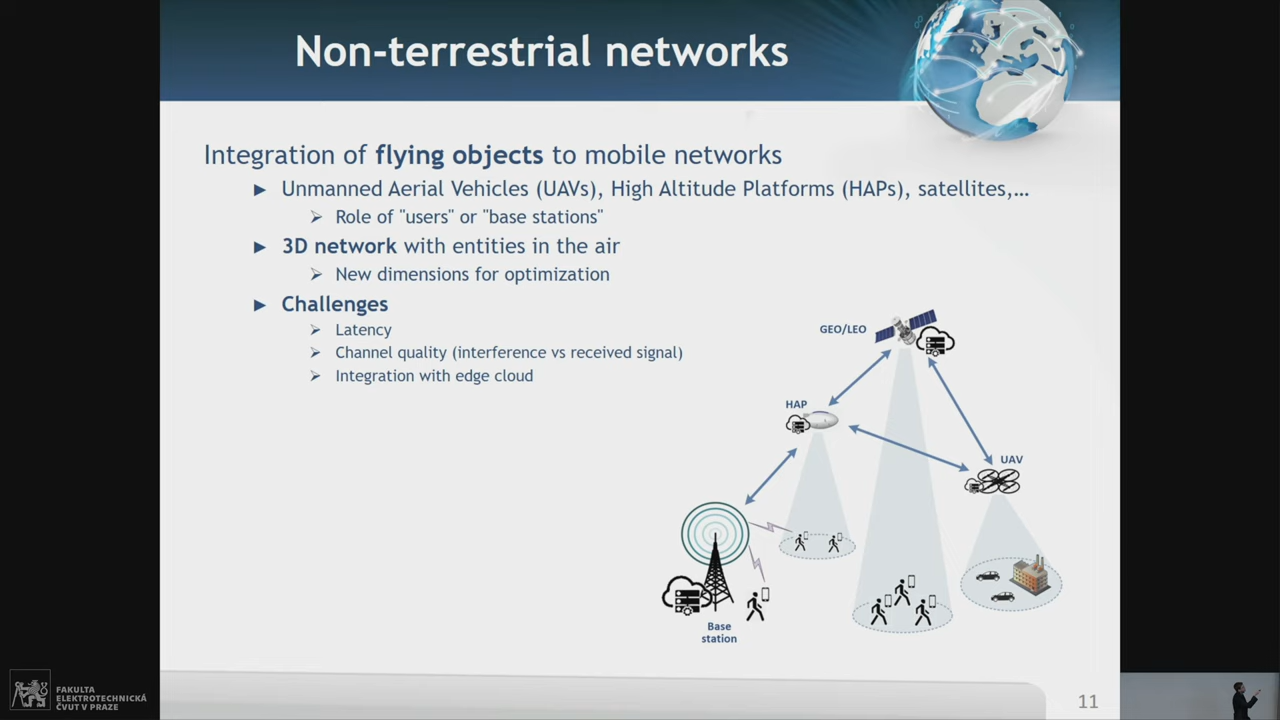 Non-terrestrial networks
Integration of flying objects to mobile networks
► Unmanned Aerial Vehicles (UAVs), High Altitude Platforms (HAPs), satellites,…
➢ Role of "users" or "base stations"
► 3D network with entities in the air
➢ New dimensions for optimization
► Challenges
➢ Latency
➢ Channel quality (interference vs received signal)
➢ Integration with edge cloud
GEO/LEO
HAP
UAV
Base
station
FAKULTA
ELEKTROTECHNICKÁ
ČVUT V PRAZE
11